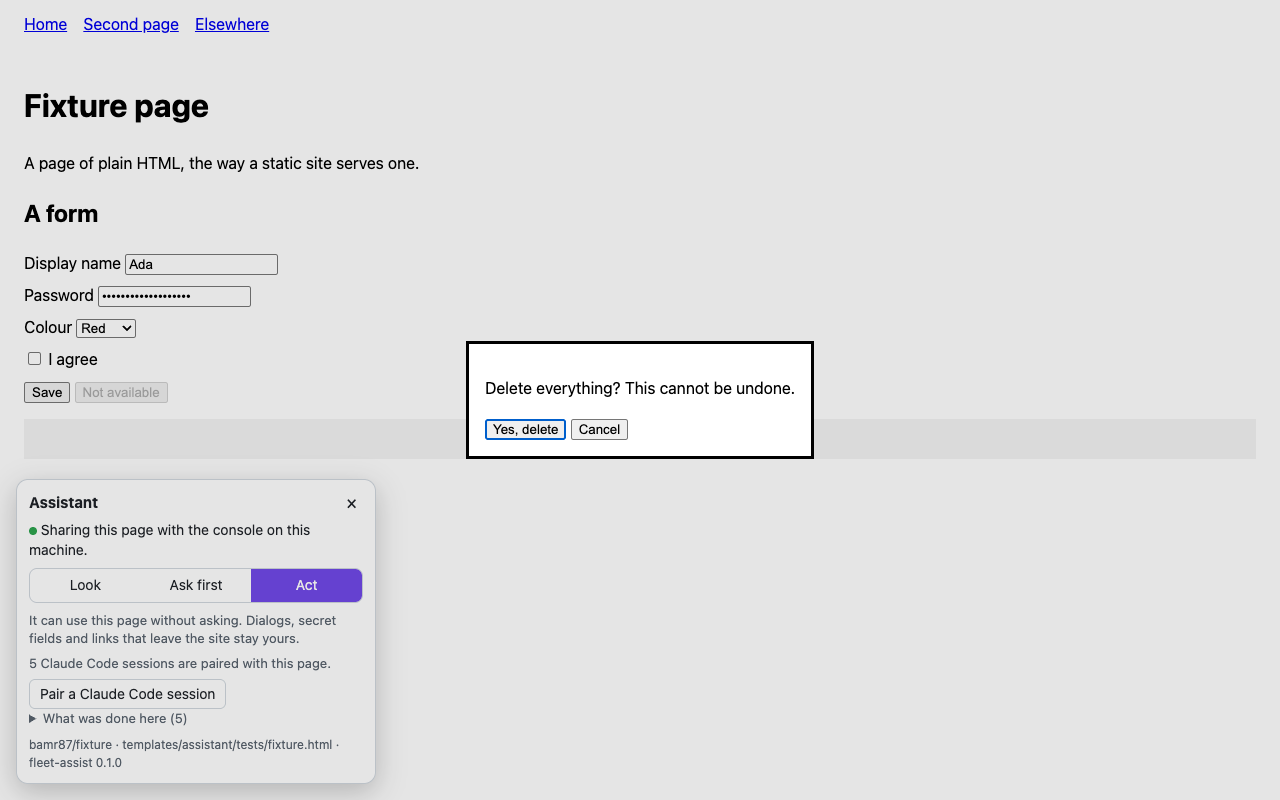 Home Second page Elsewhere
Fixture page
A page of plain HTML, the way a static site serves one.
A form
Display name Ada
Password ••••••••••••••••••
Colour Red
I agree
Save Not available
Delete everything? This cannot be undone.
Yes, delete Cancel
Assistant ×
Sharing this page with the console on this
machine.
Look Ask first Act
It can use this page without asking. Dialogs, secret
fields and links that leave the site stay yours.
5 Claude Code sessions are paired with this page.
Pair a Claude Code session
What was done here (5)
bamr87/fixture · templates/assistant/tests/fixture.html ·
fleet-assist 0.1.0